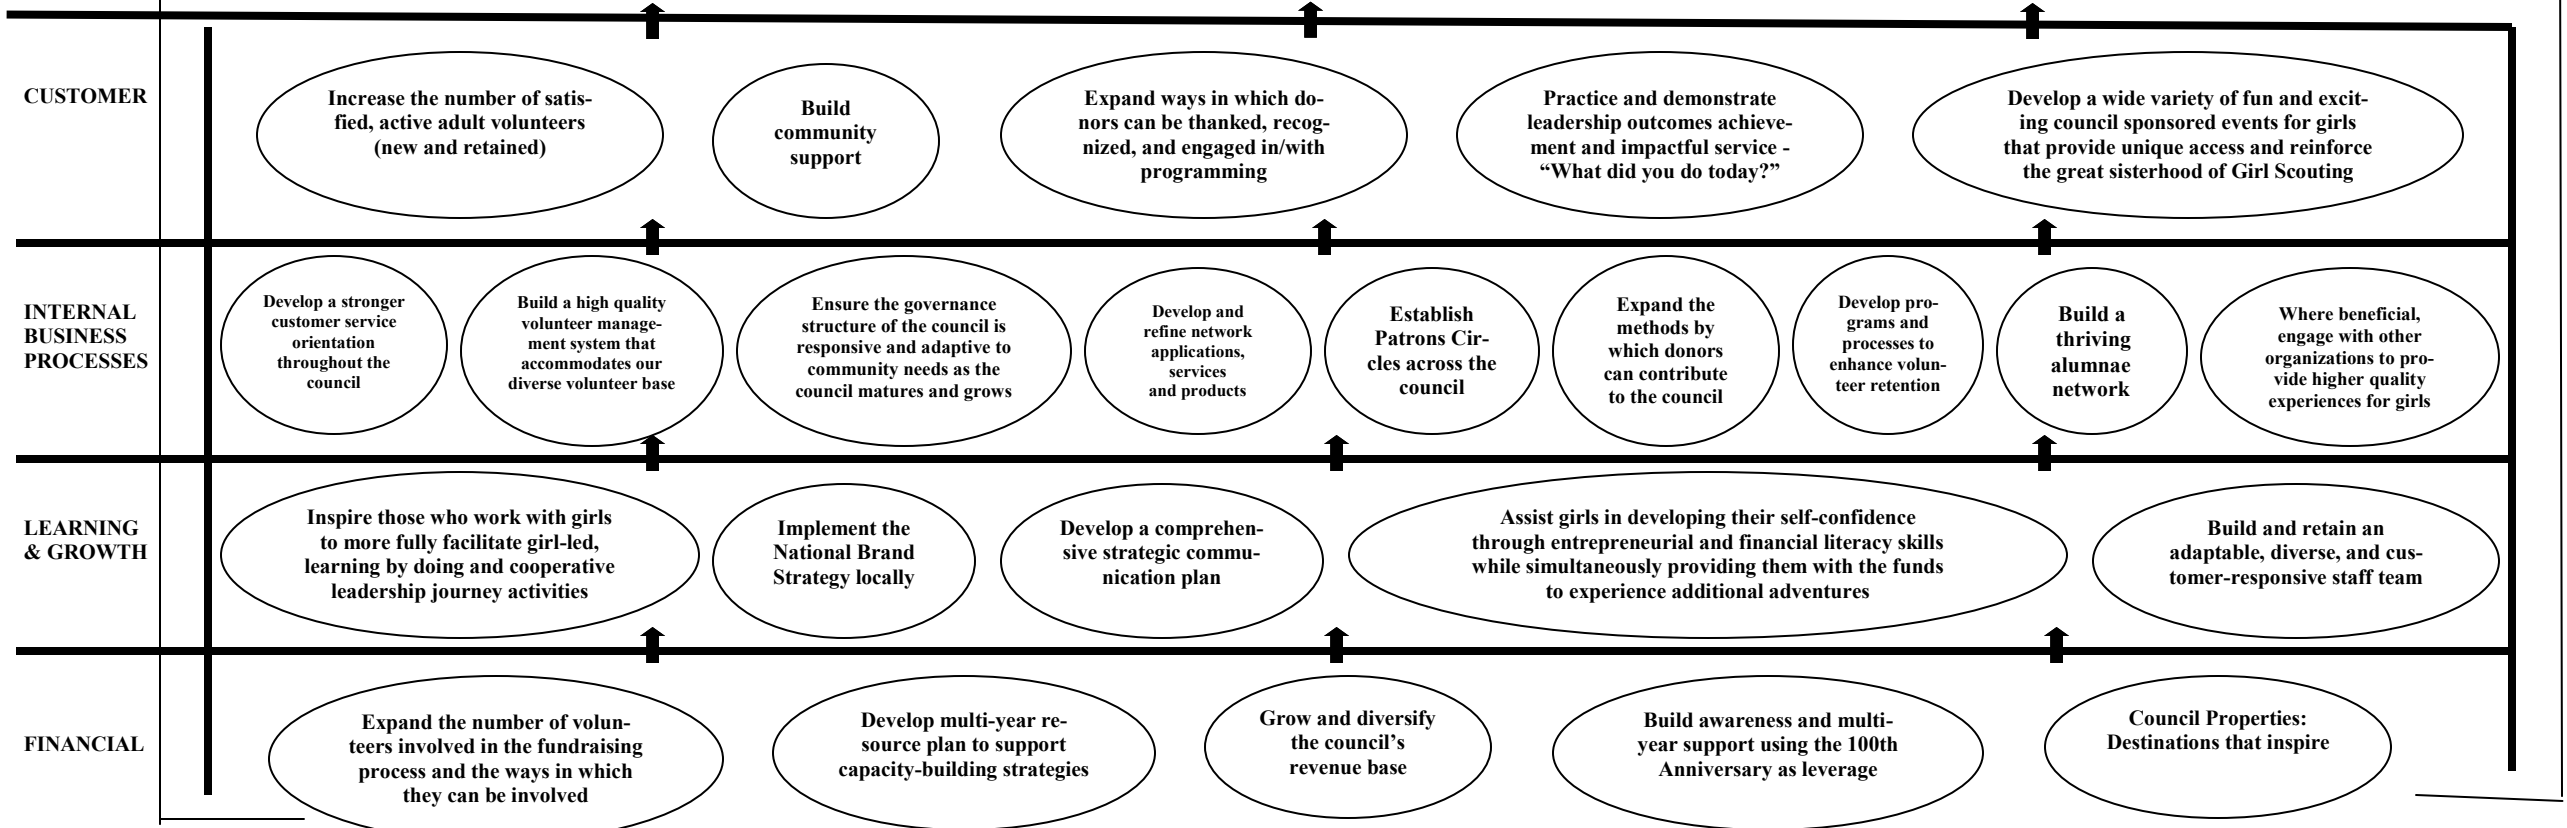 CUSTOMER
Increase the number of satis-
fied, active adult volunteers
(new and retained)
Build
community
support
Expand ways in which do-
nors can be thanked, recog-
nized, and engaged in/with
programming
Practice and demonstrate
leadership outcomes achieve-
ment and impactful service -
“What did you do today?”
Develop a wide variety of fun and excit-
ing council sponsored events for girls
that provide unique access and reinforce
the great sisterhood of Girl Scouting
INTERNAL
BUSINESS
PROCESSES
Develop a stronger
customer service
orientation
throughout the
council
Build a high quality
volunteer manage-
ment system that
accommodates our
diverse volunteer base
Ensure the governance
structure of the council is
responsive and adaptive to
community needs as the
council matures and grows
Develop and
refine network
applications,
services
and products
Establish
Patrons Cir-
cles across the
council
Expand the
methods by
which donors
can contribute
to the council
Develop pro-
grams and
processes to
enhance volun-
teer retention
Build a
thriving
alumnae
network
Where beneficial,
engage with other
organizations to pro-
vide higher quality
experiences for girls
LEARNING
& GROWTH
Inspire those who work with girls
to more fully facilitate girl-led,
learning by doing and cooperative
leadership journey activities
Implement the
National Brand
Strategy locally
Develop a comprehen-
sive strategic commu-
nication plan
Assist girls in developing their self-confidence
through entrepreneurial and financial literacy skills
while simultaneously providing them with the funds
to experience additional adventures
Build and retain an
adaptable, diverse, and cus-
tomer-responsive staff team
FINANCIAL
Expand the number of volun-
teers involved in the fundraising
process and the ways in which
they can be involved
Develop multi-year re-
source plan to support
capacity-building strategies
Grow and diversify
the council’s
revenue base
Build awareness and multi-
year support using the 100th
Anniversary as leverage
Council Properties:
Destinations that inspire